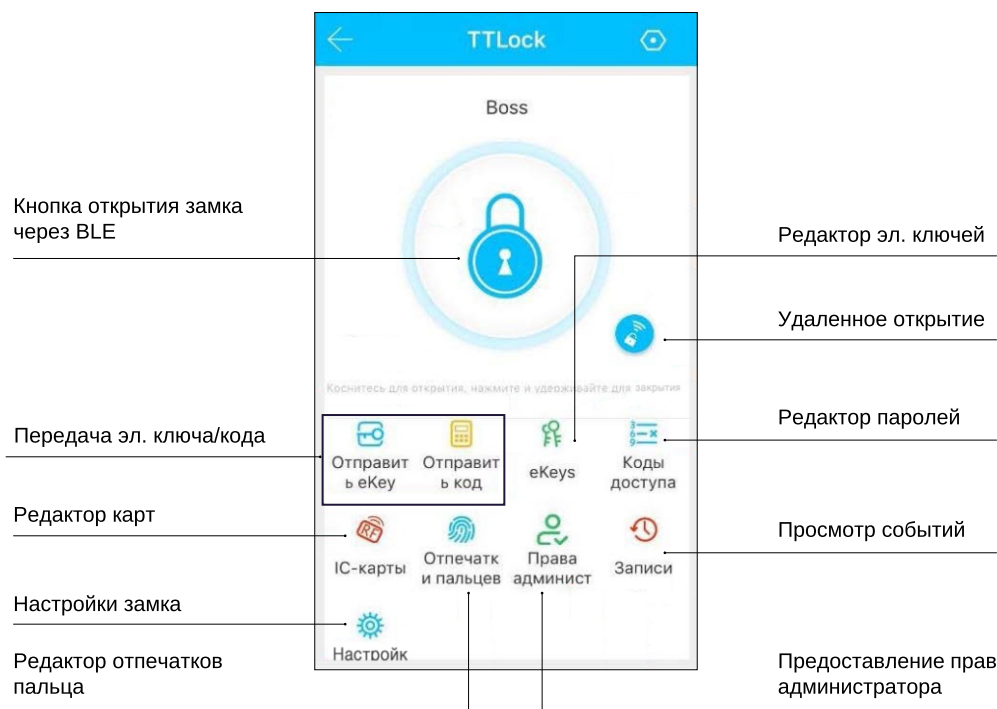 TTLock
Boss
Кнопка открытия замка
через BLE
Редактор эл. ключей
Удаленное открытие
Коснитесь для открытия, нажмите и удерживайте для закрытия
Редактор паролей
Передача эл. ключа/кода
Отправит
ь eKey
Отправит
ь код
eKeys
Коды
доступа
Редактор карт
Просмотр событий
IC-карты
Отпечатк
и пальцев
Права
админист
Записи
Настройки замка
Настройк
Редактор отпечатков
пальца
Предоставление прав
администратора